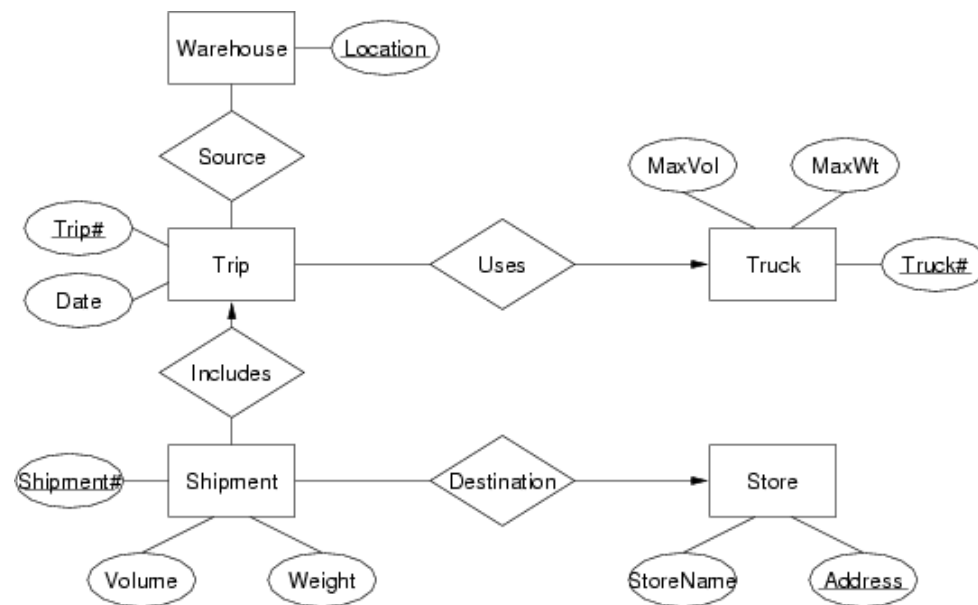 Warehouse
Location
Source
MaxVol
MaxWt
Trip#
Trip
Uses
Truck
Truck#
Date
Includes
Shipment#
Shipment
Destination
Store
Volume
Weight
StoreName
Address